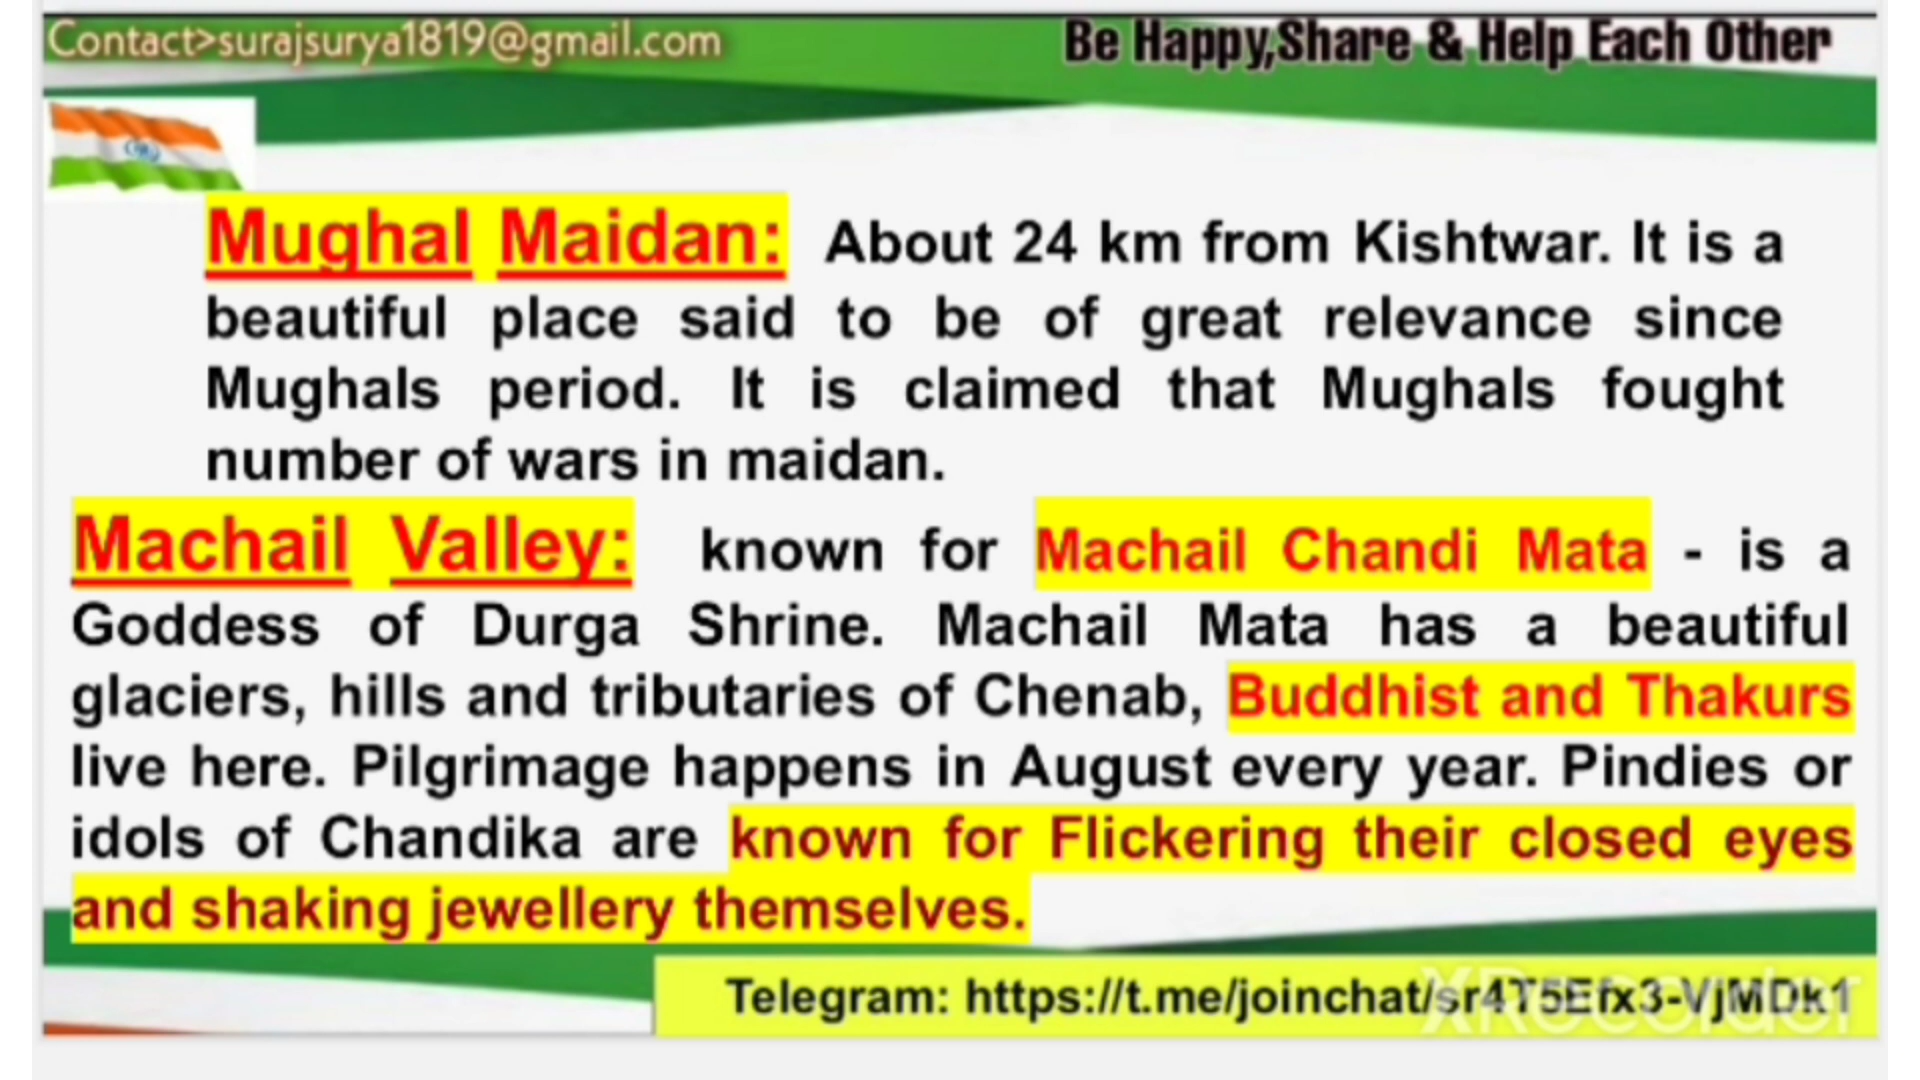 Contact>surajsurya1819@gmail.com
Be Happy,Share & Help Each Other
Mughal Maidan: About 24 km from Kishtwar. It is a
beautiful place said to be of great relevance since
Mughals period. It is claimed that Mughals fought
number of wars in maidan.
Machail Valley: known for Machail Chandi Mata - is a
Goddess of Durga Shrine. Machail Mata has a beautiful
glaciers, hills and tributaries of Chenab, Buddhist and Thakurs
live here. Pilgrimage happens in August every year. Pindies or
idols of Chandika are known for Flickering their closed eyes
and shaking jewellery themselves.
Telegram: https://t.me/joinchat/sr4T5Efx3-VjMDk1
XRecorder